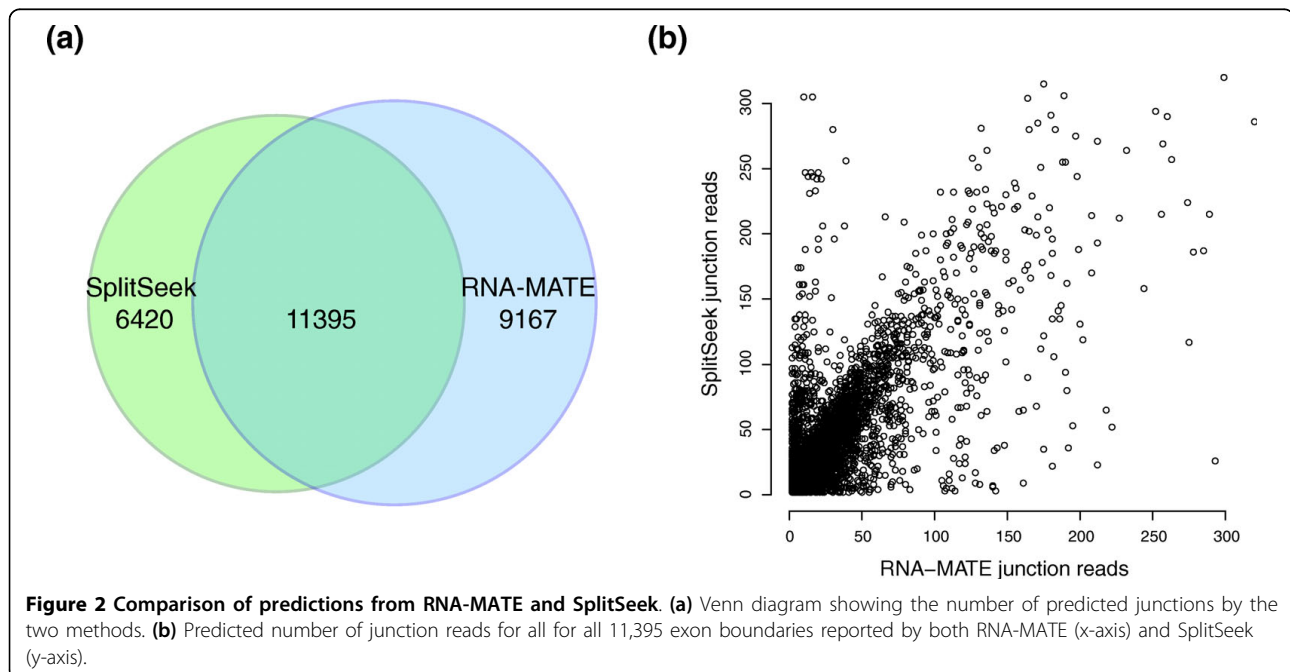 (a)
SplitSeek
6420
11395
RNA-MATE
9167
(b)
SplitSeek junction reads
300
250
200
150
100
50
0
0 50 100 150 200 250 300
RNA−MATE junction reads
Figure 2 Comparison of predictions from RNA-MATE and SplitSeek. (a) Venn diagram showing the number of predicted junctions by the
two methods. (b) Predicted number of junction reads for all for all 11,395 exon boundaries reported by both RNA-MATE (x-axis) and SplitSeek
(y-axis).